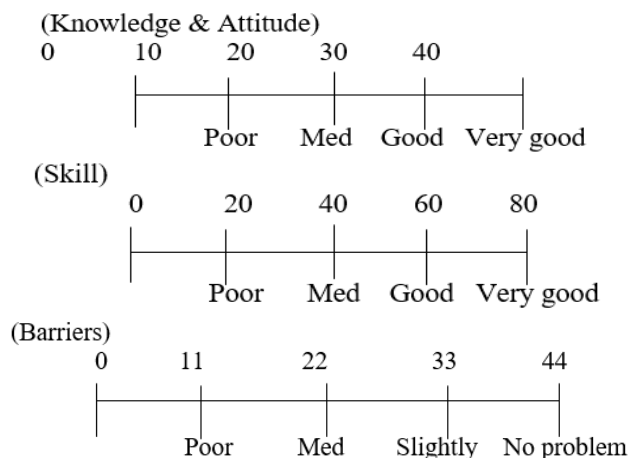 (Knowledge & Attitude)
0 10 20 30 40
Poor Med Good Very good
(Skill)
0 20 40 60 80
Poor Med Good Very good
(Barriers)
0 11 22 33 44
Poor Med Slightly No problem